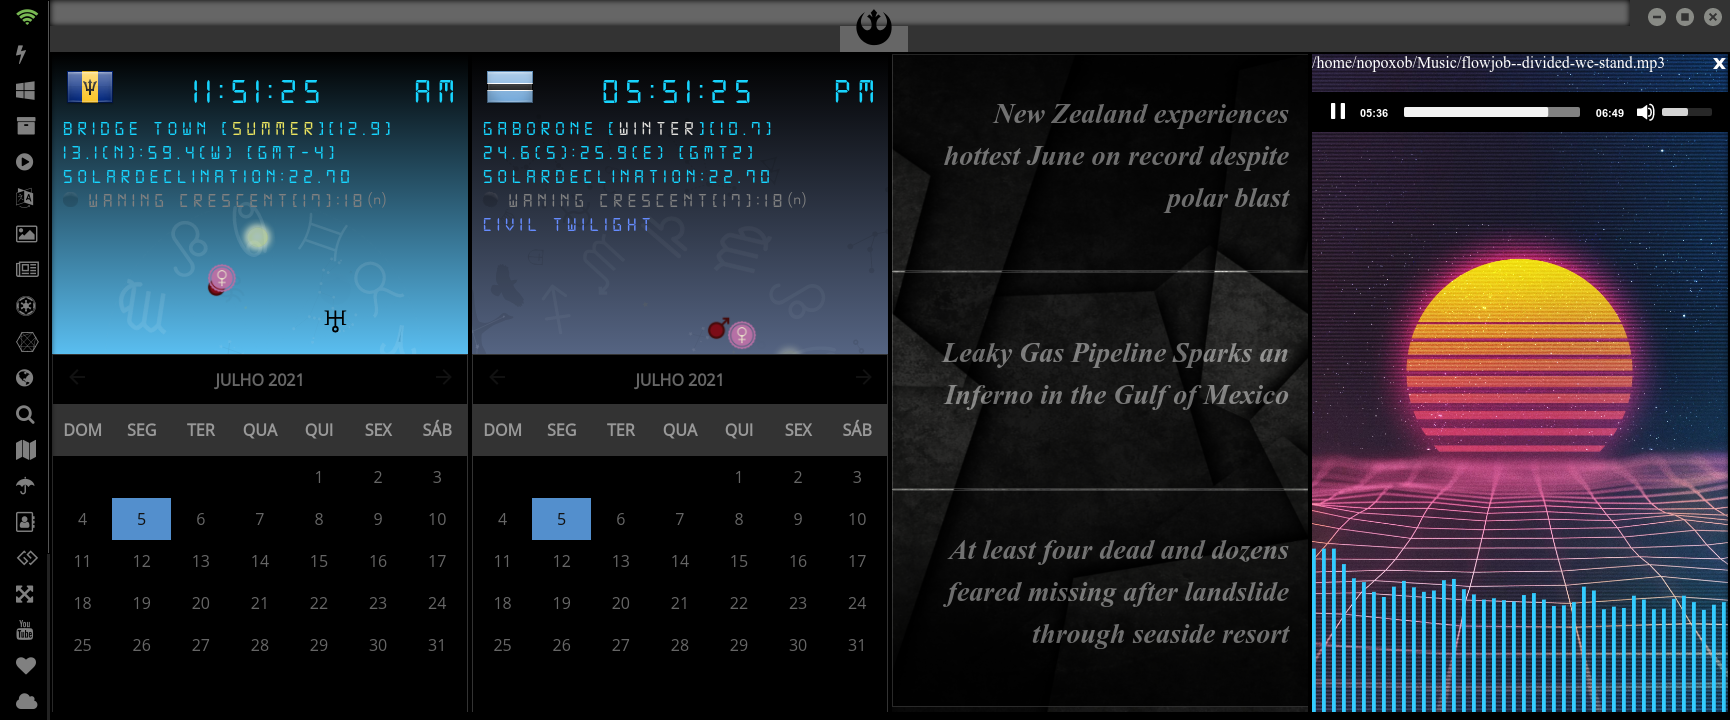 11:51:25 AM
BRIDGE TOWN [SUMMER][12.9]
13.1(N):59.4(W) [GMT-4]
SOLARDECLINATION:22.70
WANING CRESCENT[17]:18(n)
JULHO 2021
DOM SEG TER QUA QUI SEX SÁB
1 2 3
4 5 6 7 8 9 10
11 12 13 14 15 16 17
18 19 20 21 22 23 24
25 26 27 28 29 30 31
05:51:25 PM
GABORONE [WINTER][10.7]
24.6(S):25.9(E) [GMT2]
SOLARDECLINATION:22.70
WANING CRESCENT[17]:18(n)
CIVIL TWILIGHT
JULHO 2021
DOM SEG TER QUA QUI SEX SÁB
1 2 3
4 5 6 7 8 9 10
11 12 13 14 15 16 17
18 19 20 21 22 23 24
25 26 27 28 29 30 31
New Zealand experiences
hottest June on record despite
polar blast
Leaky Gas Pipeline Sparks an
Inferno in the Gulf of Mexico
At least four dead and dozens
feared missing after landslide
through seaside resort
/home/nopoxob/Music/flowjob--divided-we-stand.mp3 x
05:36 06:49
You
Tube